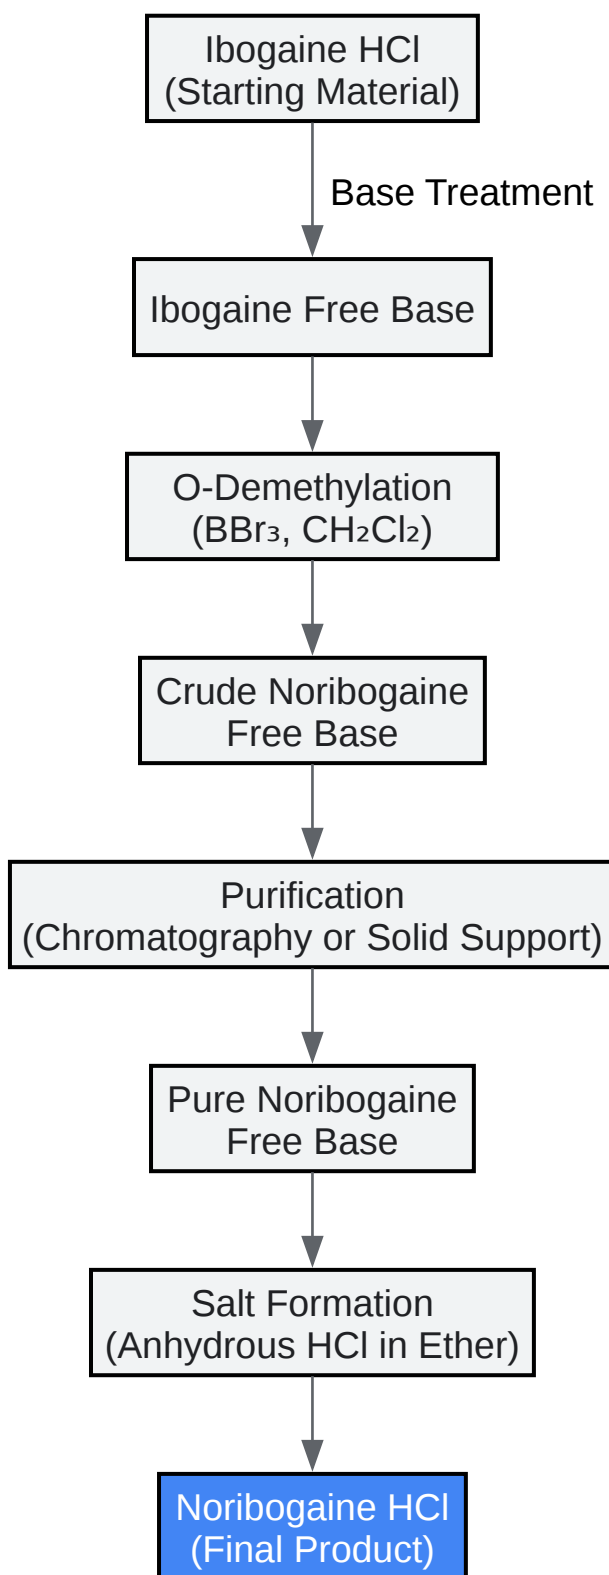 Ibogaine HCl
(Starting Material)
Base Treatment
Ibogaine Free Base
O-Demethylation
(BBr₃, CH₂Cl₂)
Crude Noribogaine
Free Base
Purification
(Chromatography or Solid Support)
Pure Noribogaine
Free Base
Salt Formation
(Anhydrous HCl in Ether)
Noribogaine HCl
(Final Product)